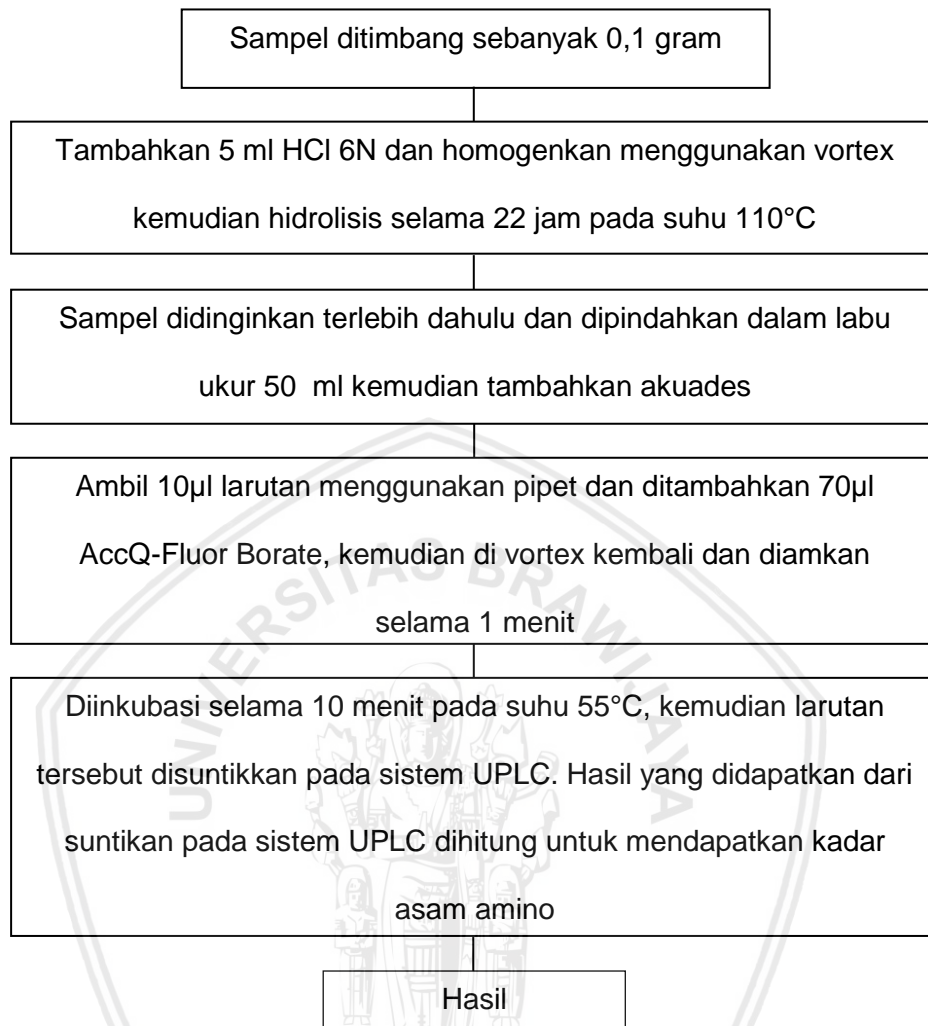 Sampel ditimbang sebanyak 0,1 gram
Tambahkan 5 ml HCl 6N dan homogenkan menggunakan vortex
kemudian hidrolisis selama 22 jam pada suhu 110°C
Sampel didinginkan terlebih dahulu dan dipindahkan dalam labu
ukur 50 ml kemudian tambahkan akuades
Ambil 10µl larutan menggunakan pipet dan ditambahkan 70µl
AccQ-Fluor Borate, kemudian di vortex kembali dan diamkan
selama 1 menit
Diinkubasi selama 10 menit pada suhu 55°C, kemudian larutan
tersebut disuntikkan pada sistem UPLC. Hasil yang didapatkan dari
suntikan pada sistem UPLC dihitung untuk mendapatkan kadar
asam amino
Hasil
UNIVERSITAS BRAWIJAYA